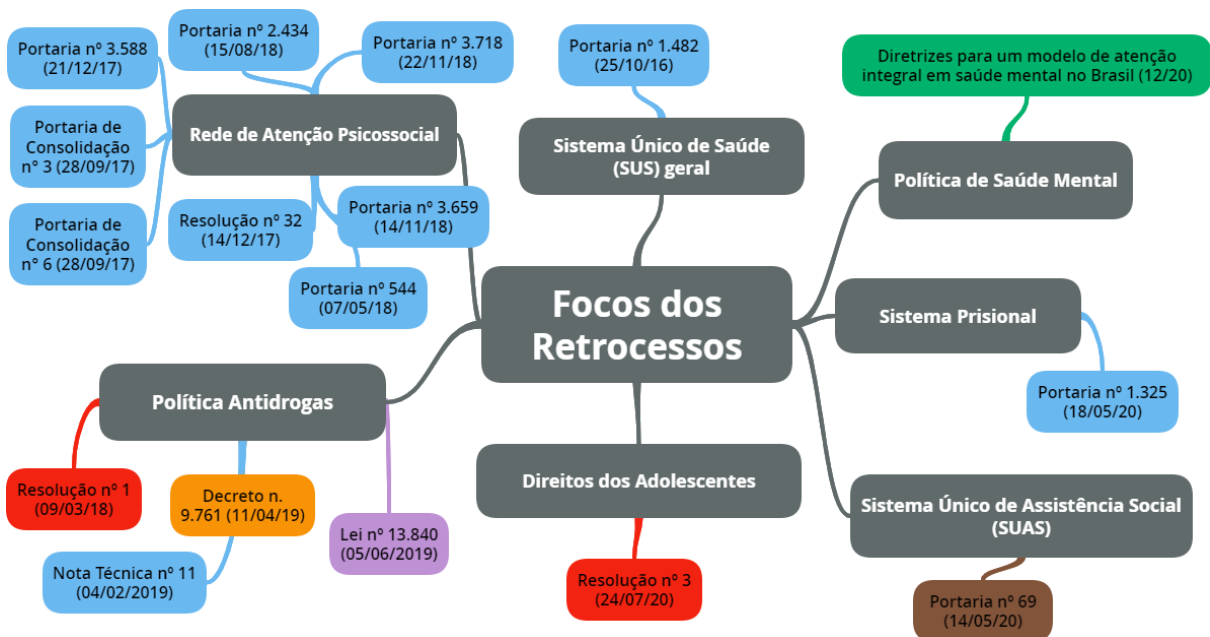 Portaria nº 3.588
(21/12/17)
Portaria nº 2.434
(15/08/18)
Portaria nº 3.718
(22/11/18)
Portaria de
Consolidação
nº 3 (28/09/17)
Rede de Atenção Psicossocial
Portaria de
Consolidação
nº 6 (28/09/17)
Resolução nº 32
(14/12/17)
Portaria nº 3.659
(14/11/18)
Portaria nº 544
(07/05/18)
Portaria nº 1.482
(25/10/16)
Sistema Único de Saúde
(SUS) geral
Diretrizes para um modelo de atenção
integral em saúde mental no Brasil (12/20)
Política de Saúde Mental
Focos dos
Retrocessos
Sistema Prisional
Portaria nº 1.325
(18/05/20)
Política Antidrogas
Resolução nº 1
(09/03/18)
Decreto n.
9.761 (11/04/19)
Lei nº 13.840
(05/06/2019)
Nota Técnica nº 11
(04/02/2019)
Direitos dos Adolescentes
Resolução nº 3
(24/07/20)
Sistema Único de Assistência Social
(SUAS)
Portaria nº 69
(14/05/20)